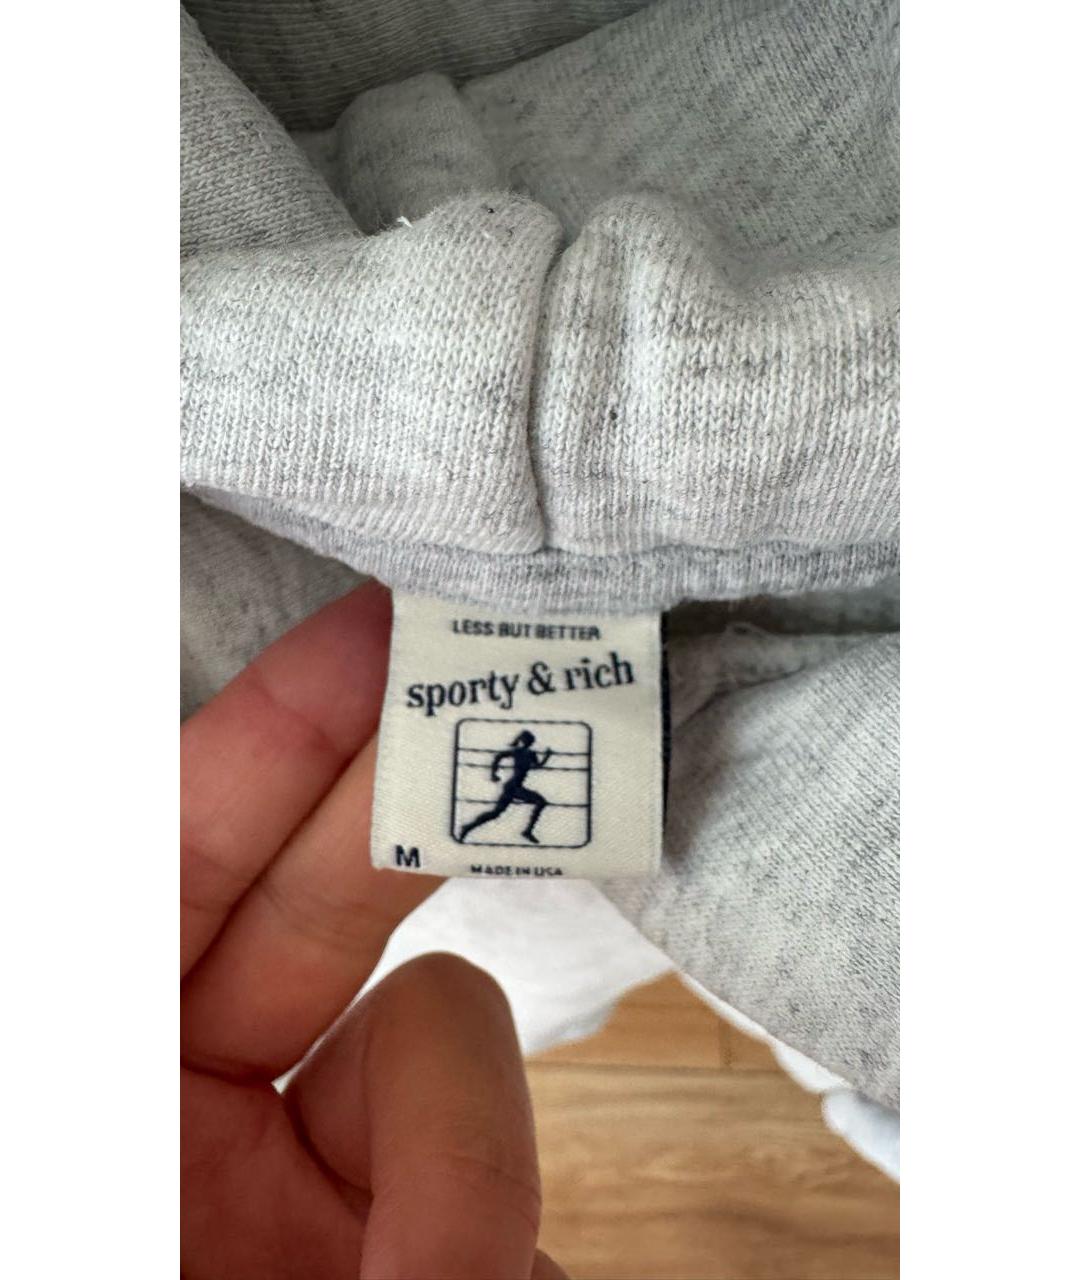 LESS BUT BETTER
sporty & rich
M
MADE IN USA